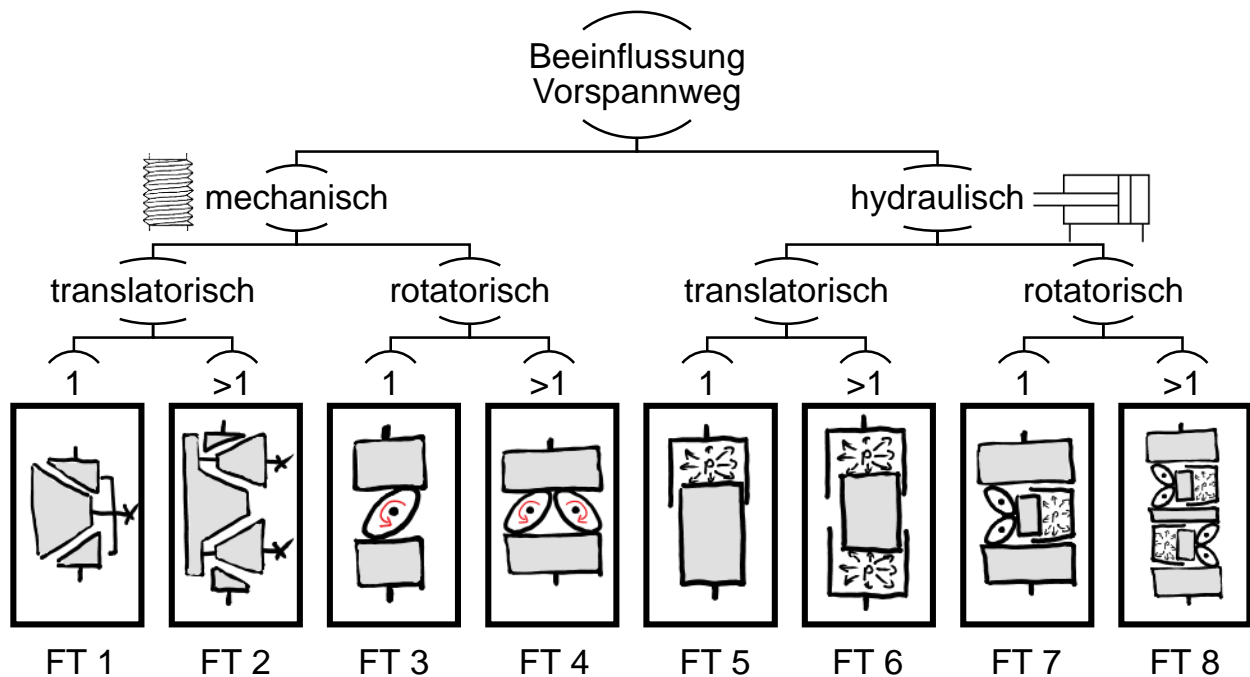 Beeinflussung
Vorspannweg
mechanisch
hydraulisch
translatorisch
rotatorisch
translatorisch
rotatorisch
1
>1
1
>1
1
>1
1
>1
p
p
p
FT 1
FT 2
FT 3
FT 4
FT 5
FT 6
FT 7
FT 8